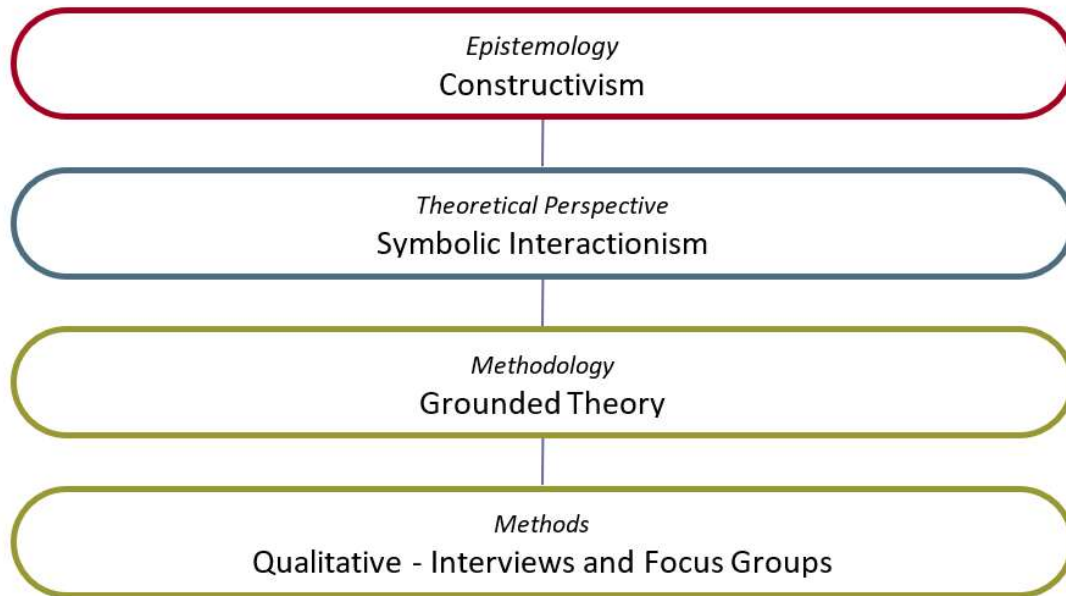 Epistemology
Constructivism
Theoretical Perspective
Symbolic Interactionism
Methodology
Grounded Theory
Methods
Qualitative - Interviews and Focus Groups